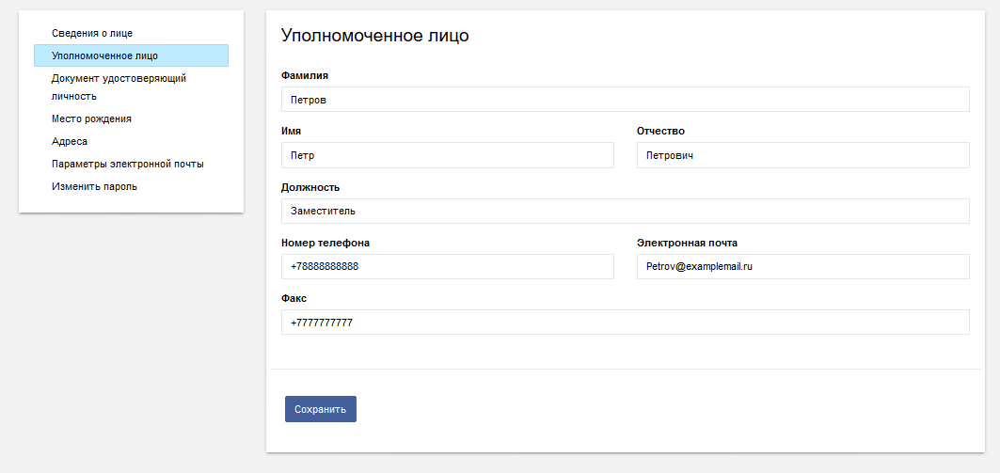 Сведения о лице
Уполномоченное лицо
Документ удостоверяющий
личность
Место рождения
Адреса
Параметры электронной почты
Изменить пароль
Уполномоченное лицо
Фамилия
Петров
Имя
Отчество
Петр
Петрович
Должность
Заместитель
Номер телефона
Электронная почта
+78888888888
Petrov@examplemail.ru
Факс
+7777777777
Сохранить